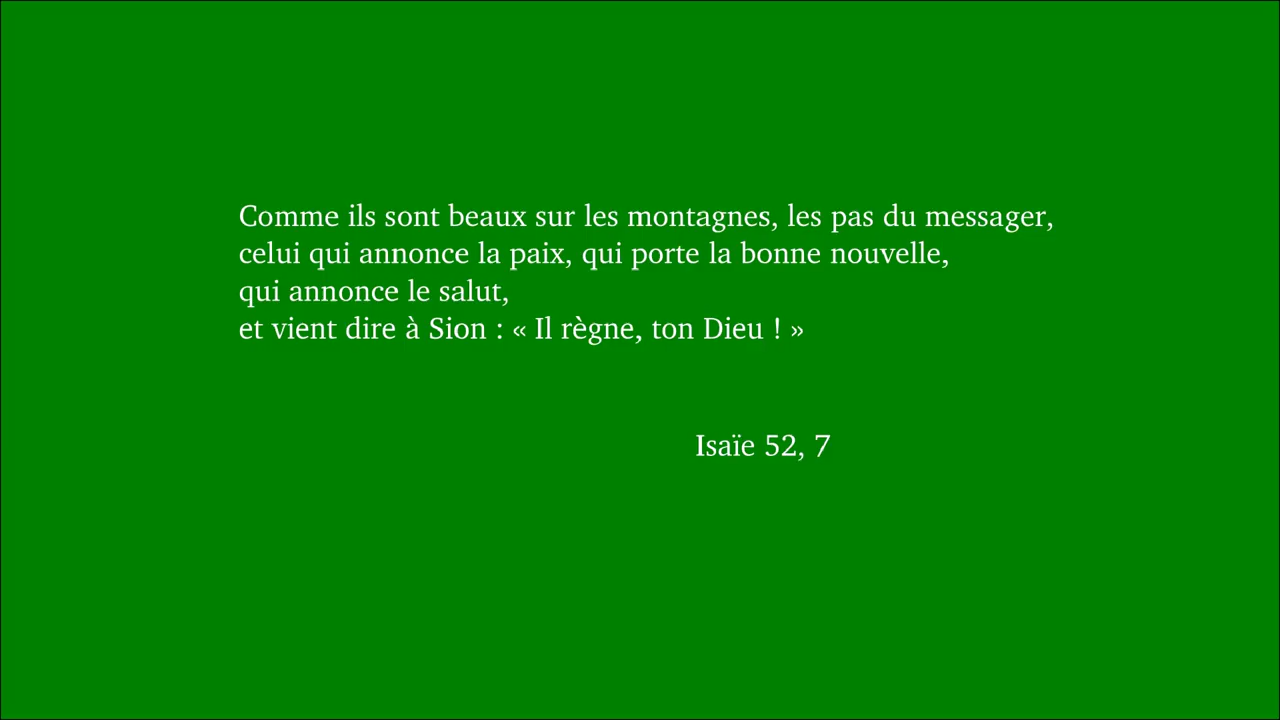 Comme ils sont beaux sur les montagnes, les pas du messager,
celui qui annonce la paix, qui porte la bonne nouvelle,
qui annonce le salut,
et vient dire à Sion : « Il règne, ton Dieu ! »
Isaïe 52, 7